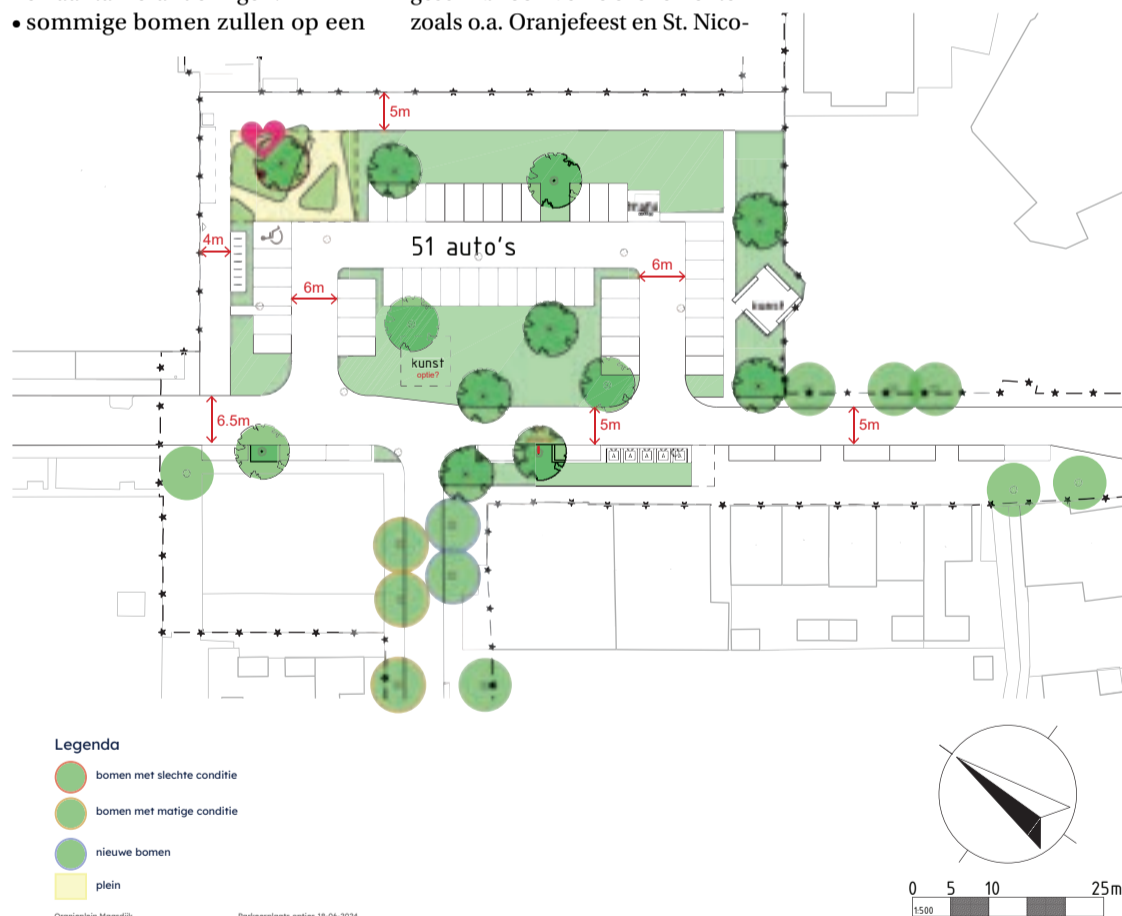 • sommige bomen zullen op een
zoals o.a. Oranjefeest en St. Nico-
5m
4m
51 auto's
6m
6m
kunst
kunst
optie?
6.5m
5m
5m
Legenda
bomen met slechte conditie
bomen met matige conditie
nieuwe bomen
plein
0 5 10 25m
1:500